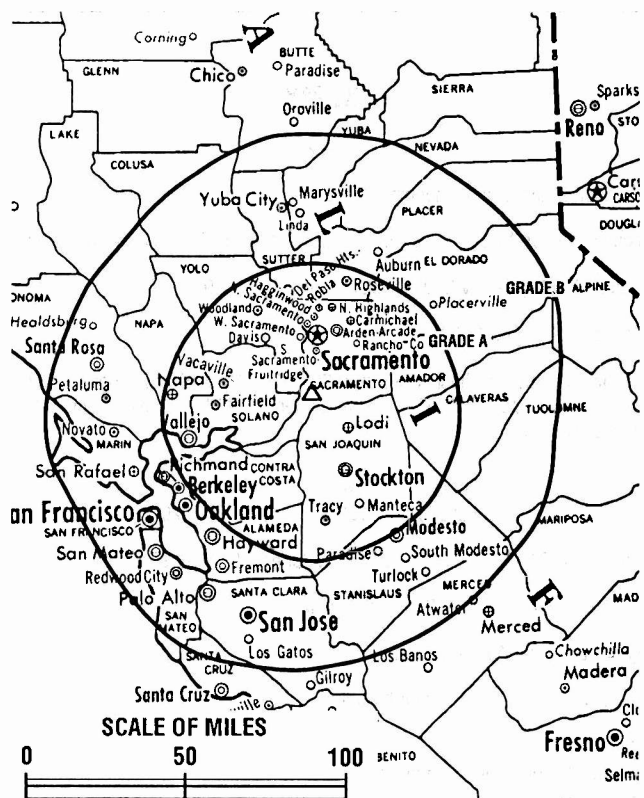 Corning
A
BUTTE
GLENN
Chico
Paradise
SIERRA
Sparks
Oroville
Reno
LAKE
YUBA
NEVADA
COLUSA
Yuba City
Marysville
Linda
L
PLACER
SUTTER
Auburn
EL DORADO
YOLO
Del Paso Hts.
Robla
Roseville
Hagginwood
N. Sacramento
GRADE B
ALPINE
NAPA
Woodland
N. Highlands
Placerville
Healdsburg
W. Sacramento
Carmichael
Arden-Arcade
Davis
Rancho-Co
GRADE A
Santa Rosa
S.
Sacramento
Sacramento
Vacaville
Fruitridge
SACRAMENTO
AMADOR
Petaluma
Napa
Fairfield
SOLANO
CALAVERAS
TUOLUMNE
Vallejo
Lodi
I
Novato
MARIN
SAN JOAQUIN
San Rafael
Richmond
CONTRA
COSTA
Berkeley
Stockton
Oakland
Manteca
SAN FRANCISCO
ALAMEDA
Tracy
MARIPOSA
Hayward
Modesto
San Mateo
Paradise
South Modesto
Redwood City
Fremont
Turlock
MERCED
F
Palo Alto
SANTA CLARA
STANISLAUS
Atwater
SAN
MATEO
San Jose
Merced
Los Gatos
Chowchilla
SANTA
CRUZ
Los Banos
Madera
Gilroy
Santa Cruz
SCALE OF MILES
0 50 100
Fresno